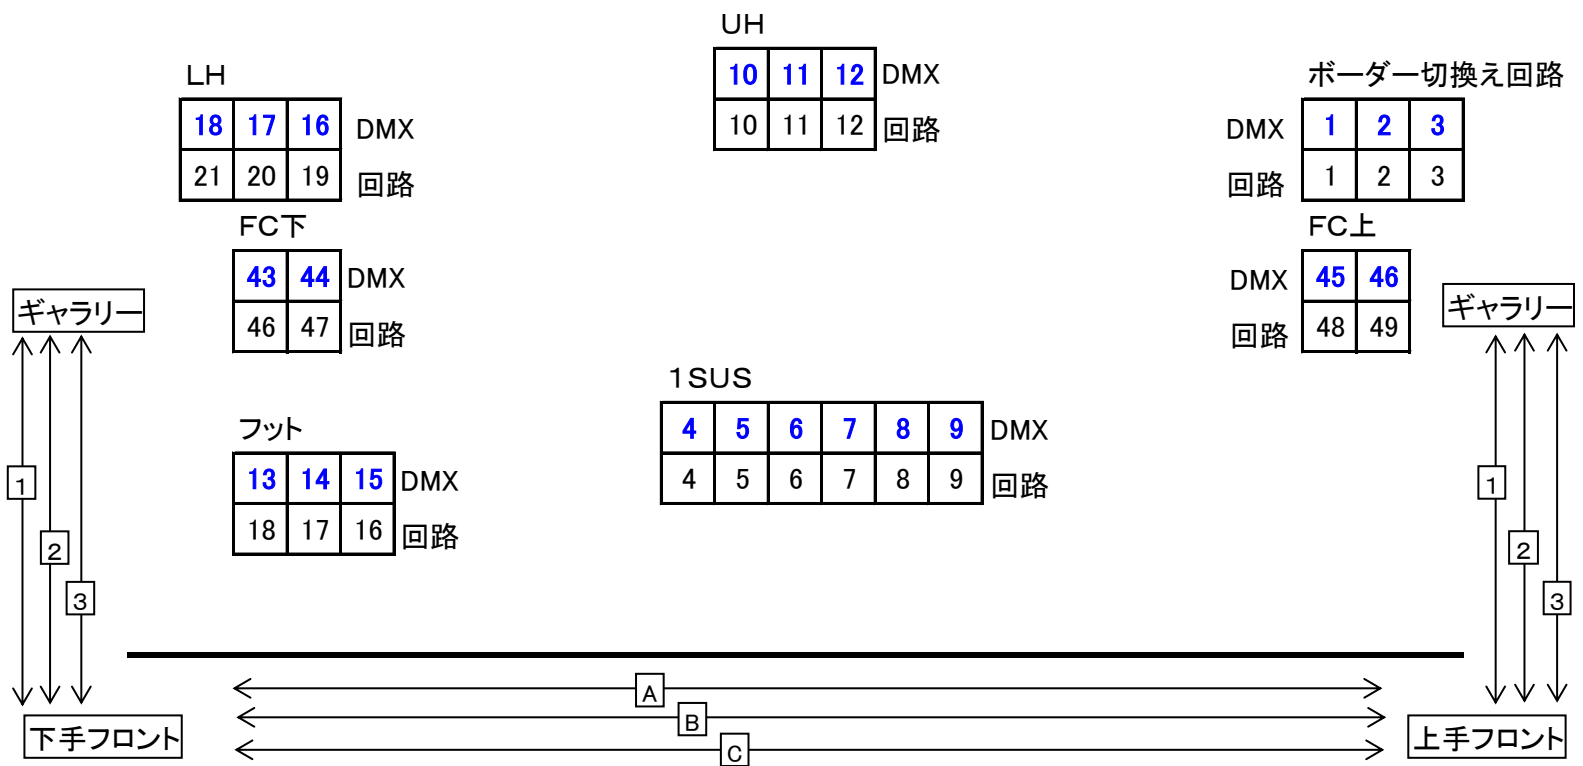 UH
10 11 12 DMX
10 11 12 回路
LH
18 17 16 DMX
21 20 19 回路
ボーダー切換え回路
DMX 1 2 3
回路 1 2 3
FC下
43 44 DMX
46 47 回路
FC上
DMX 45 46
回路 48 49
ギャラリー
ギャラリー
1SUS
4 5 6 7 8 9 DMX
4 5 6 7 8 9 回路
フット
13 14 15 DMX
18 17 16 回路
1
2
3
1
2
3
A
B
C
下手フロント
上手フロント